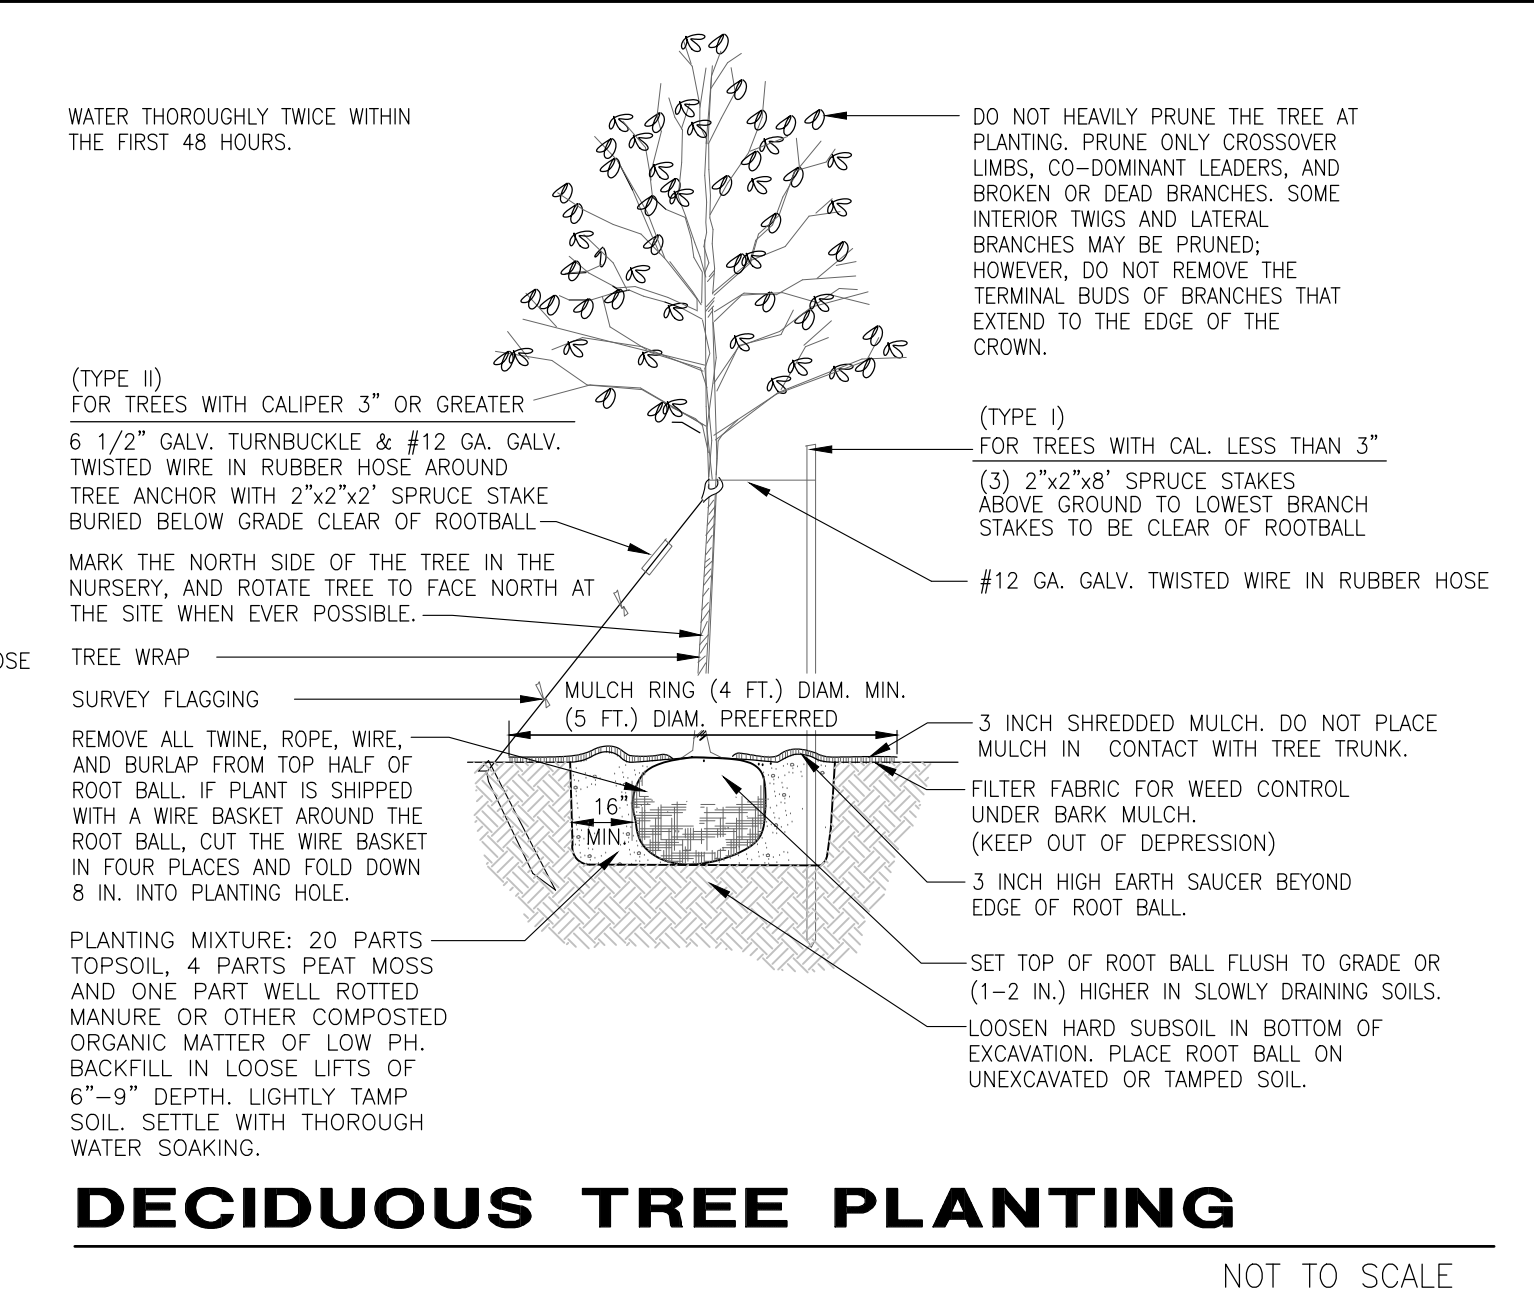 WATER THOROUGHLY TWICE WITHIN
THE FIRST 48 HOURS.
(TYPE II)
FOR TREES WITH CALIPER 3" OR GREATER
6 1/2" GALV. TURNBUCKLE & #12 GA. GALV.
TWISTED WIRE IN RUBBER HOSE AROUND
TREE ANCHOR WITH 2"x2"x2' SPRUCE STAKE
BURIED BELOW GRADE CLEAR OF ROOTBALL
MARK THE NORTH SIDE OF THE TREE IN THE
NURSERY, AND ROTATE TREE TO FACE NORTH AT
THE SITE WHEN EVER POSSIBLE.
OSE
TREE WRAP
SURVEY FLAGGING
REMOVE ALL TWINE, ROPE, WIRE,
AND BURLAP FROM TOP HALF OF
ROOT BALL. IF PLANT IS SHIPPED
WITH A WIRE BASKET AROUND THE
ROOT BALL, CUT THE WIRE BASKET
IN FOUR PLACES AND FOLD DOWN
8 IN. INTO PLANTING HOLE.
PLANTING MIXTURE: 20 PARTS
TOPSOIL, 4 PARTS PEAT MOSS
AND ONE PART WELL ROTTED
MANURE OR OTHER COMPOSTED
ORGANIC MATTER OF LOW PH.
BACKFILL IN LOOSE LIFTS OF
6"-9" DEPTH. LIGHTLY TAMP
SOIL. SETTLE WITH THOROUGH
WATER SOAKING.
MULCH RING (4 FT.) DIAM. MIN.
(5 FT.) DIAM. PREFERRED
16"
MIN.
DO NOT HEAVILY PRUNE THE TREE AT
PLANTING. PRUNE ONLY CROSSOVER
LIMBS, CO-DOMINANT LEADERS, AND
BROKEN OR DEAD BRANCHES. SOME
INTERIOR TWIGS AND LATERAL
BRANCHES MAY BE PRUNED;
HOWEVER, DO NOT REMOVE THE
TERMINAL BUDS OF BRANCHES THAT
EXTEND TO THE EDGE OF THE
CROWN.
(TYPE I)
FOR TREES WITH CAL. LESS THAN 3"
(3) 2"x2"x8' SPRUCE STAKES
ABOVE GROUND TO LOWEST BRANCH
STAKES TO BE CLEAR OF ROOTBALL
#12 GA. GALV. TWISTED WIRE IN RUBBER HOSE
3 INCH SHREDDED MULCH. DO NOT PLACE
MULCH IN CONTACT WITH TREE TRUNK.
FILTER FABRIC FOR WEED CONTROL
UNDER BARK MULCH.
(KEEP OUT OF DEPRESSION)
3 INCH HIGH EARTH SAUCER BEYOND
EDGE OF ROOT BALL.
SET TOP OF ROOT BALL FLUSH TO GRADE OR
(1-2 IN.) HIGHER IN SLOWLY DRAINING SOILS.
LOOSEN HARD SUBSOIL IN BOTTOM OF
EXCAVATION. PLACE ROOT BALL ON
UNEXCAVATED OR TAMPED SOIL.
DECIDUOUS TREE PLANTING
NOT TO SCALE